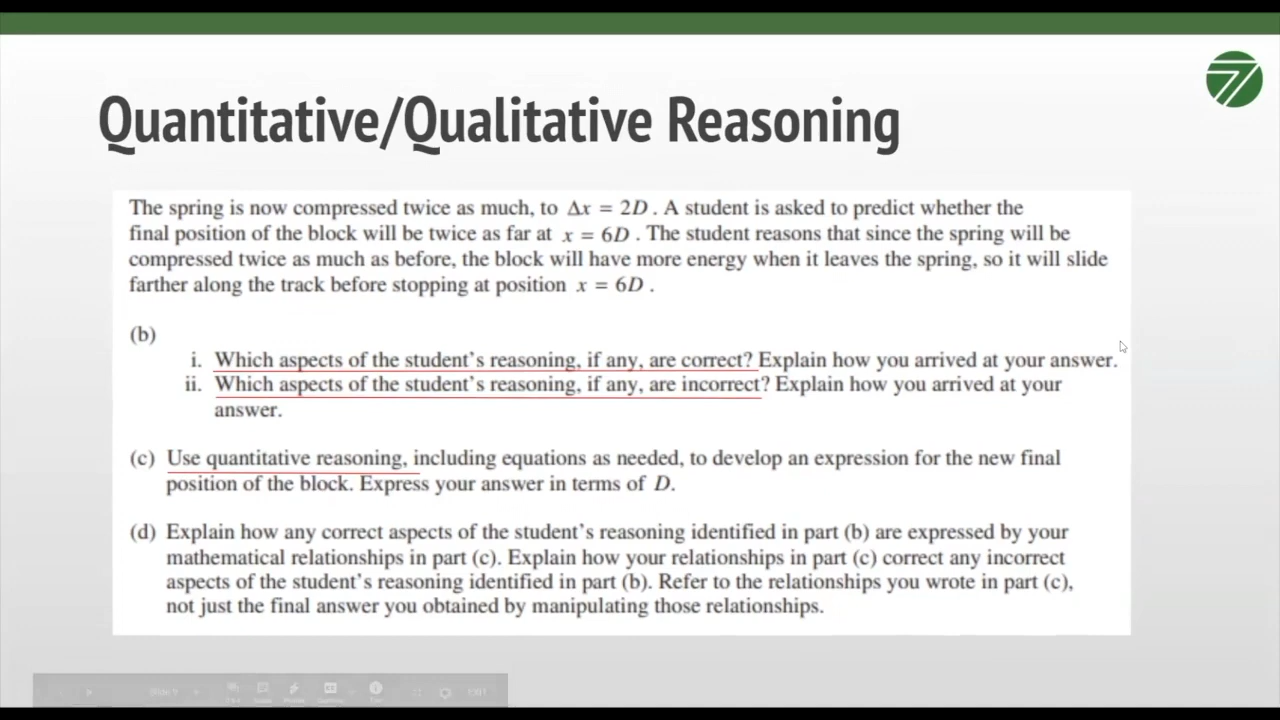 Quantitative/Qualitative Reasoning
The spring is now compressed twice as much, to Δx = 2D. A student is asked to predict whether the
final position of the block will be twice as far at x = 6D. The student reasons that since the spring will be
compressed twice as much as before, the block will have more energy when it leaves the spring, so it will slide
farther along the track before stopping at position x = 6D.
(b)
i. Which aspects of the student's reasoning, if any, are correct? Explain how you arrived at your answer.
ii. Which aspects of the student's reasoning, if any, are incorrect? Explain how you arrived at your
answer.
(c) Use quantitative reasoning, including equations as needed, to develop an expression for the new final
position of the block. Express your answer in terms of D.
(d) Explain how any correct aspects of the student's reasoning identified in part (b) are expressed by your
mathematical relationships in part (c). Explain how your relationships in part (c) correct any incorrect
aspects of the student's reasoning identified in part (b). Refer to the relationships you wrote in part (c),
not just the final answer you obtained by manipulating those relationships.
EXIT